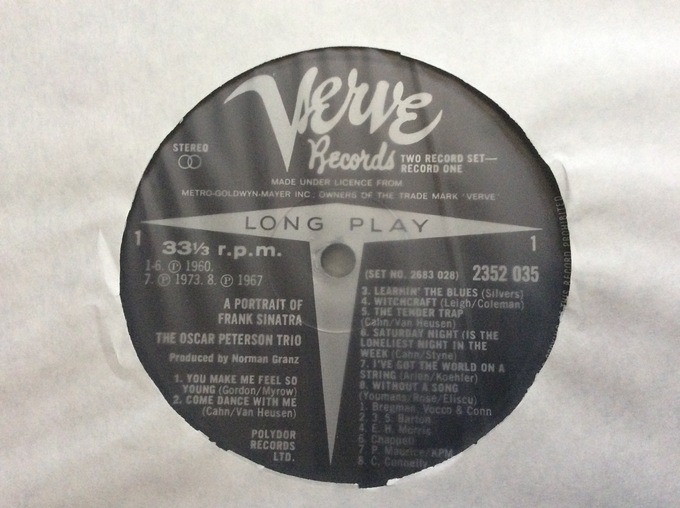 Verve
Records
STEREO
TWO RECORD SET—
RECORD ONE
MADE UNDER LICENCE FROM
METRO-GOLDWYN-MAYER INC., OWNERS OF THE TRADE MARK 'VERVE'
LONG PLAY
1
33⅓ r.p.m.
1-6. ℗ 1960.
7. ℗ 1973. 8. ℗ 1967
A PORTRAIT OF
FRANK SINATRA
THE OSCAR PETERSON TRIO
Produced by Norman Granz
1. YOU MAKE ME FEEL SO
YOUNG (Gordon/Myrow)
2. COME DANCE WITH ME
(Cahn/Van Heusen)
POLYDOR
RECORDS
LTD.
1
(SET NO. 2683 028) 2352 035
3. LEARNIN' THE BLUES (Silvers)
4. WITCHCRAFT (Leigh/Coleman)
5. THE TENDER TRAP
(Cahn/Van Heusen)
6. SATURDAY NIGHT (IS THE
LONELIEST NIGHT IN THE
WEEK (Cahn/Styne)
7. I'VE GOT THE WORLD ON A
STRING (Arlen/Koehler)
8. WITHOUT A SONG
(Youmans/Rose/Eliscu)
1. Bregman, Vocco & Conn
2. 3. 5. Barton
4. E. H. Morris
6. Chappell
7. P. Maurice/KPM
8. C. Connelly
RECORD PROHIBITED